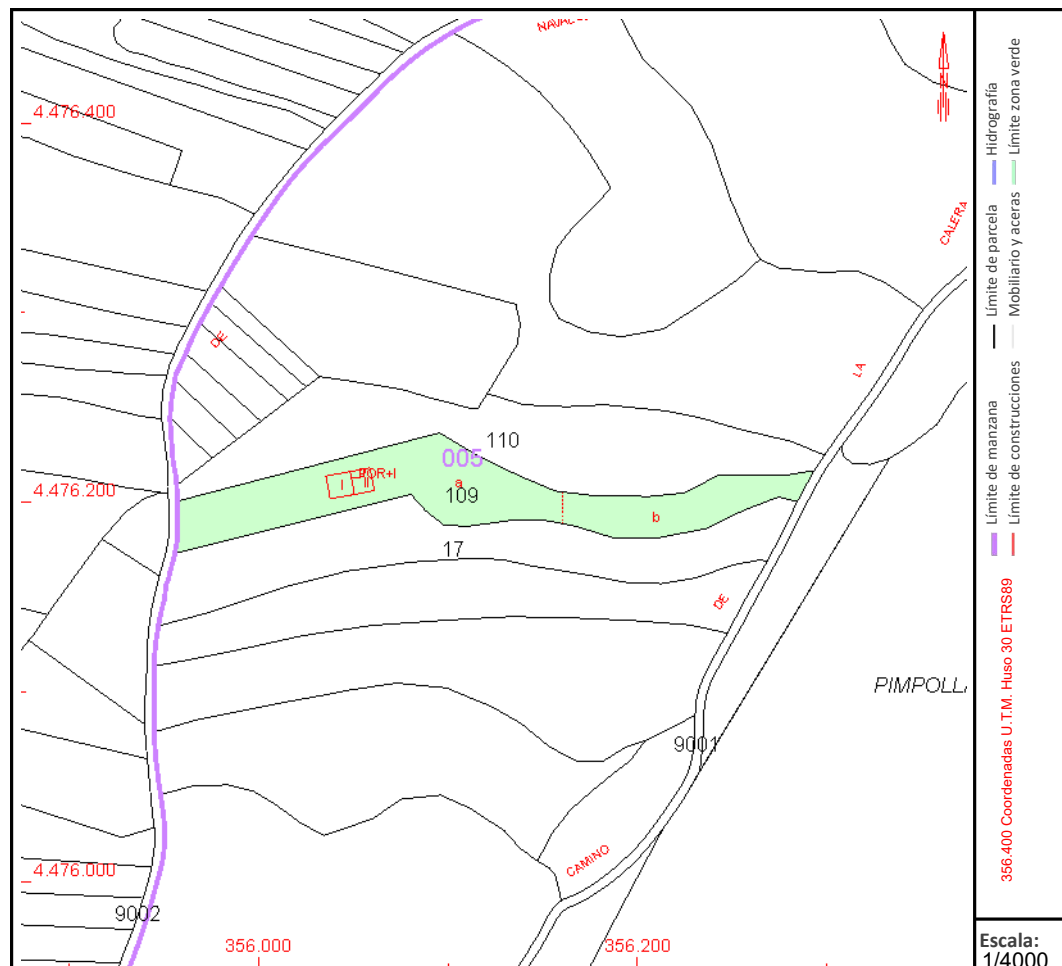 NAVAL
4.476.400
CALERA
DE
LA
110
005
POR+I
I
II
a
4.476.200
109
b
17
DE
PIMPOLL
9001
4.476.000
CAMINO
9002
356.000
356.200
Hidrografía
Límite zona verde
Límite de parcela
Mobiliario y aceras
Límite de manzana
Límite de construcciones
356.400 Coordenadas U.T.M. Huso 30 ETRS89
Escala:
1/4000